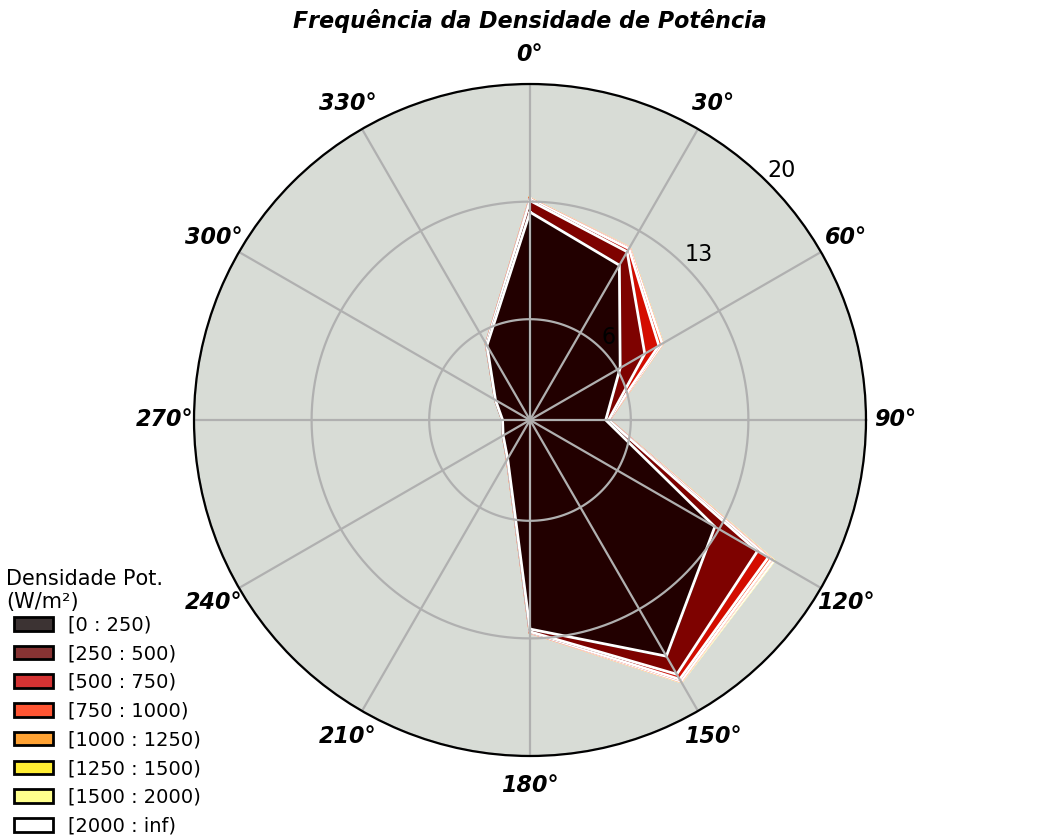 Frequência da Densidade de Potência
0°
330°
30°
20
300°
60°
13
6
270°
90°
240°
120°
210°
150°
180°
Densidade Pot.
(W/m²)
[0 : 250)
[250 : 500)
[500 : 750)
[750 : 1000)
[1000 : 1250)
[1250 : 1500)
[1500 : 2000)
[2000 : inf)